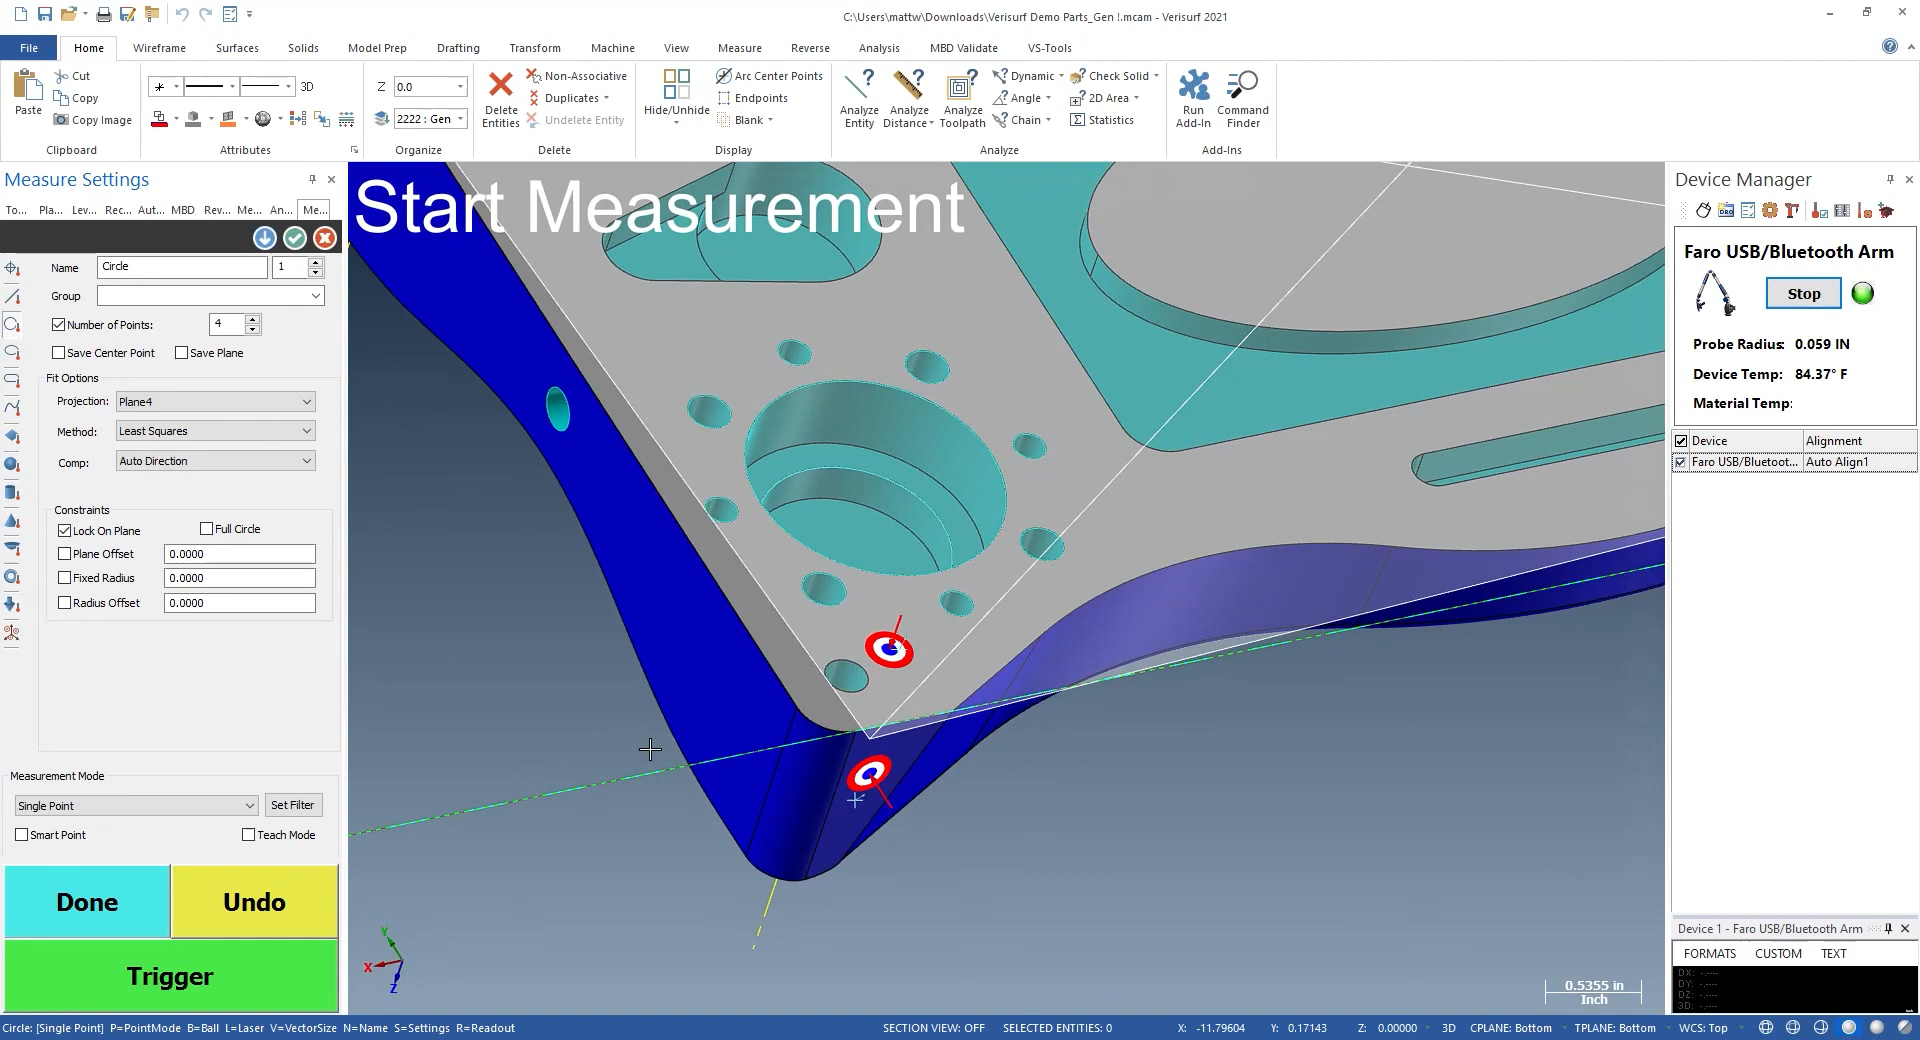 C:\Users\mattw\Downloads\Verisurf Demo Parts_Gen !.mcam - Verisurf 2021
File Home Wireframe Surfaces Solids Model Prep Drafting Transform Machine View Measure Reverse Analysis MBD Validate VS-Tools
Paste
Cut
Copy
Copy Image
Clipboard
3D
Attributes
Z 0.0
2222 : Gen
Organize
Delete Entities
Non-Associative
Duplicates
Undelete Entity
Delete
Hide/Unhide
Arc Center Points
Endpoints
Blank
Display
Analyze Entity
Analyze Distance
Analyze Toolpath
Dynamic
Angle
Chain
Check Solid
2D Area
Statistics
Analyze
Run Add-In
Command Finder
Add-Ins
Measure Settings
To... Pla... Lev... Rec... Aut... MBD Rev... Me... An... Me...
Name Circle 1
Group
Number of Points: 4
Save Center Point Save Plane
Fit Options
Projection: Plane4
Method: Least Squares
Comp: Auto Direction
Constraints
Lock On Plane Full Circle
Plane Offset 0.0000
Fixed Radius 0.0000
Radius Offset 0.0000
Measurement Mode
Single Point Set Filter
Smart Point Teach Mode
Done Undo
Trigger
Start Measurement
Y
X
Z
0.5355 in
Inch
Device Manager
Faro USB/Bluetooth Arm
Stop
Probe Radius: 0.059 IN
Device Temp: 84.37° F
Material Temp:
Device Alignment
Faro USB/Bluetoot... Auto Align1
Device 1 - Faro USB/Bluetooth Arm
FORMATS CUSTOM TEXT
DX: -.----
DY: -.----
DZ: -.----
3D: -.----
Circle: [Single Point] P=PointMode B=Ball L=Laser V=VectorSize N=Name S=Settings R=Readout
SECTION VIEW: OFF SELECTED ENTITIES: 0 X: -11.79604 Y: 0.17143 Z: 0.00000 3D CPLANE: Bottom TPLANE: Bottom WCS: Top